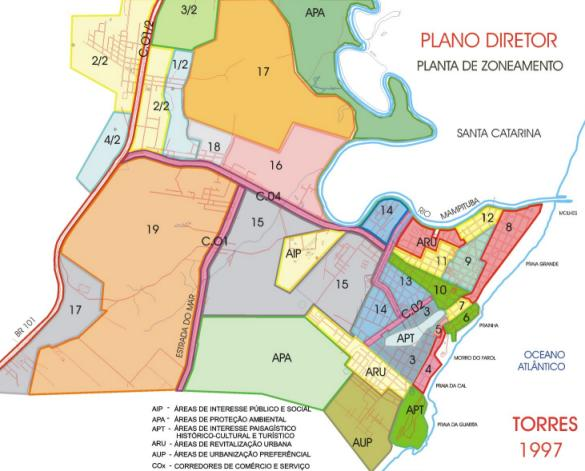 3/2
APA
C.O1/2
PLANO DIRETOR
PLANTA DE ZONEAMENTO
2/2
1/2
17
2/2
SANTA CATARINA
4/2
18
16
C.04
RIO MAMPITUBA
14
12
8
MOLHES
15
19
C.O1
ARU
AIP
11
9
PRAIA GRANDE
15
13
10
17
14
C.02
3
7
6
PRAINHA
ESTRADA DO MAR
BR 101
APT
5
APA
3
4
MORRO DO FAROL
OCEANO
ATLÂNTICO
ARU
PRAIA DA CAL
APT
AUP
PRAIA DA GUARITA
AIP - ÁREAS DE INTERESSE PÚBLICO E SOCIAL
APA - ÁREAS DE PROTEÇÃO AMBIENTAL
APT - ÁREAS DE INTERESSE PAISAGÍSTICO
HISTÓRICO-CULTURAL E TURÍSTICO
ARU - ÁREAS DE REVITALIZAÇÃO URBANA
AUP - ÁREAS DE URBANIZAÇÃO PREFERÊNCIAL
COx - CORREDORES DE COMÉRCIO E SERVIÇO
TORRES
1997